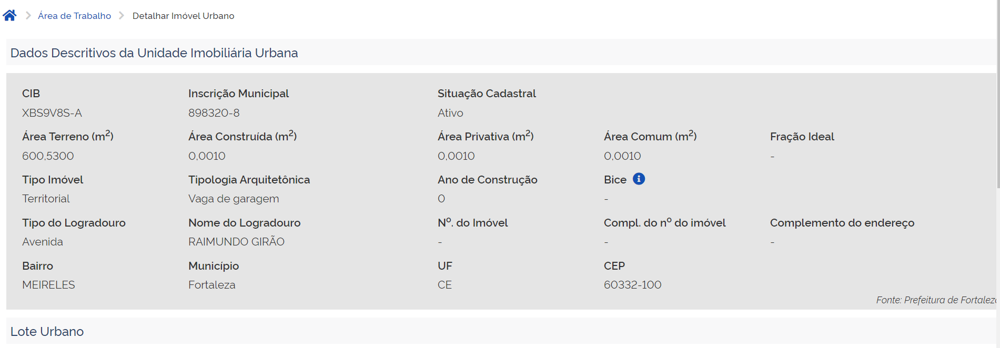 Área de Trabalho Detalhar Imóvel Urbano
Dados Descritivos da Unidade Imobiliária Urbana
CIB Inscrição Municipal Situação Cadastral
XBS9V8S-A 898320-8 Ativo
Área Terreno (m²) Área Construída (m²) Área Privativa (m²) Área Comum (m²) Fração Ideal
600,5300 0,0010 0,0010 0,0010 -
Tipo Imóvel Tipologia Arquitetônica Ano de Construção Bice
Territorial Vaga de garagem 0 -
Tipo do Logradouro Nome do Logradouro Nº. do Imóvel Compl. do nº do imóvel Complemento do endereço
Avenida RAIMUNDO GIRÃO - - -
Bairro Município UF CEP
MEIRELES Fortaleza CE 60332-100
Fonte: Prefeitura de Fortaleza
Lote Urbano